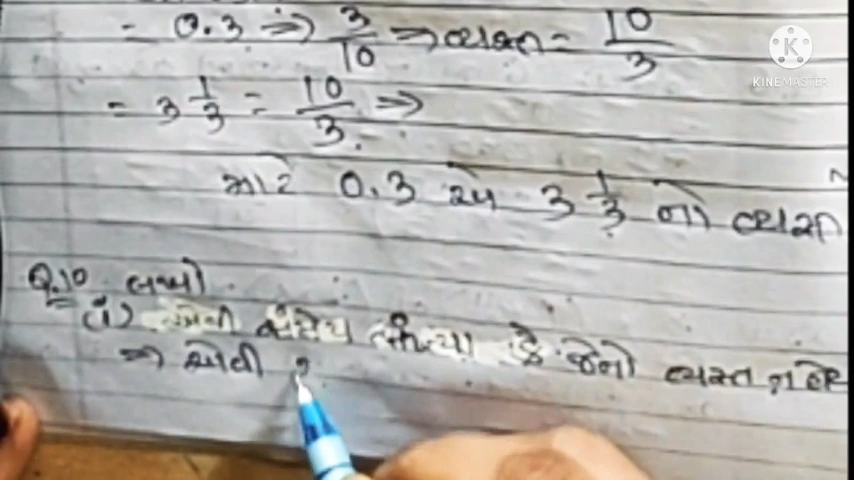 = 0.3 ⇒ 3/10 ⇒ વ્યસ્ત = 10/3
= 3 1/3 = 10/3 ⇒
માટે 0.3 એ 3 1/3 નો વ્યસ્ત
Q.10 લખો.
(i) એવી સંમેય સંખ્યા કે જેનો વ્યસ્ત ન હોય
⇒ એવી
K
KINEMASTER